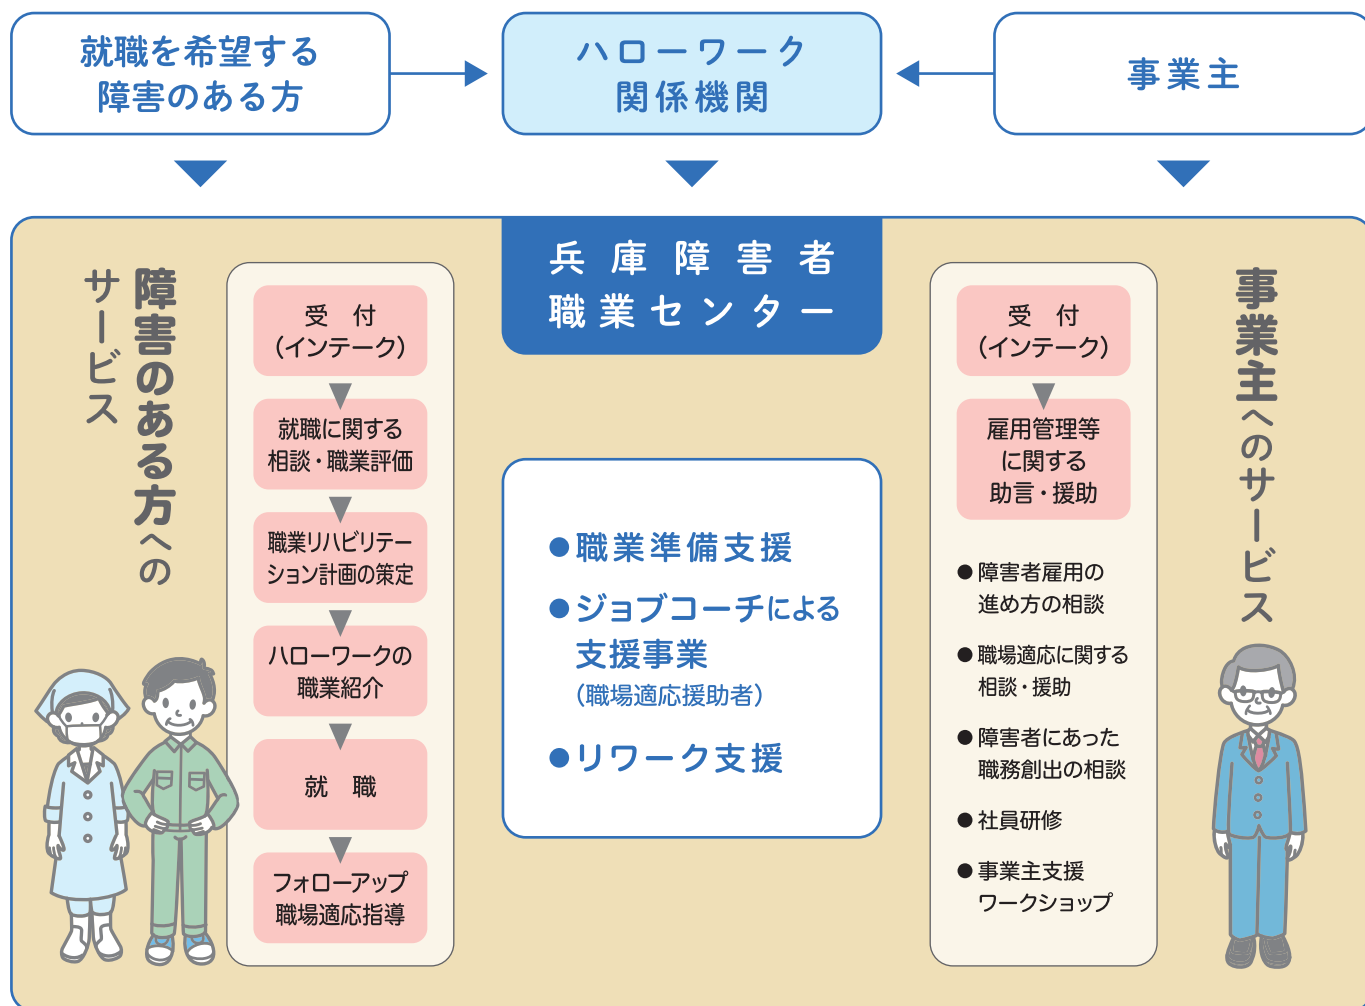 就職を希望する
障害のある方
ハローワーク
関係機関
事業主
兵庫障害者
職業センター
障害のある方への
サービス
受　付
（インテーク）
就職に関する
相談・職業評価
職業リハビリテー
ション計画の策定
ハローワークの
職業紹介
就　職
フォローアップ
職場適応指導
●職業準備支援
●ジョブコーチによる
支援事業
（職場適応援助者）
●リワーク支援
受　付
（インテーク）
雇用管理等
に関する
助言・援助
●障害者雇用の
進め方の相談
●職場適応に関する
相談・援助
●障害者にあった
職務創出の相談
●社員研修
●事業主支援
ワークショップ
事業主へのサービス